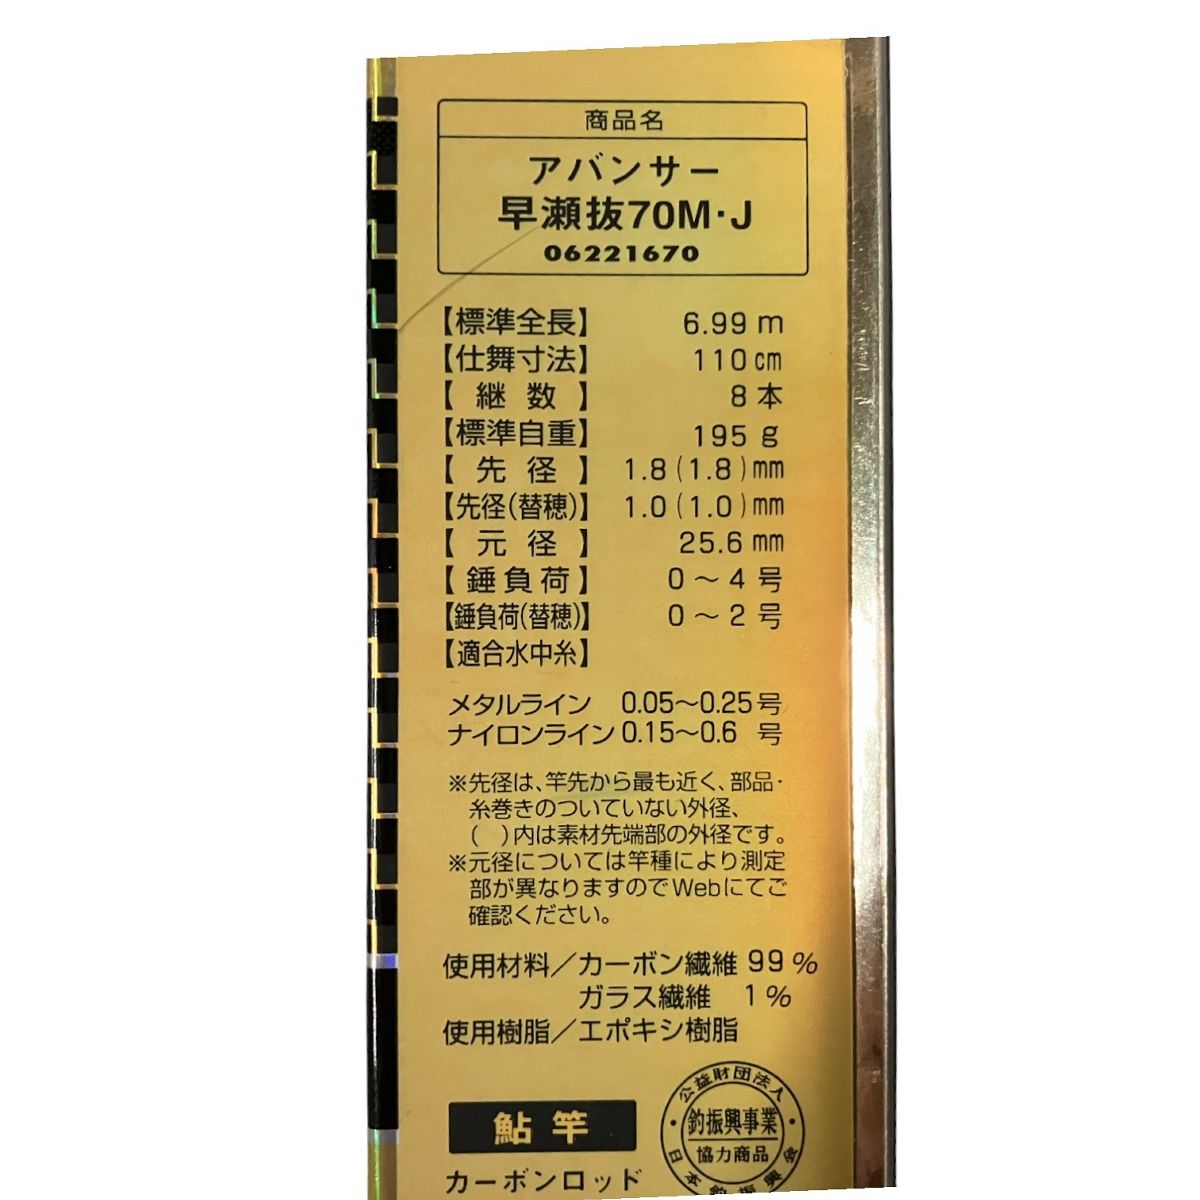 商品名
アバンサー
早瀬抜70M・J
06221670
【標準全長】 6.99 m
【仕舞寸法】 110 cm
【継数】 8 本
【標準自重】 195 g
【先径】 1.8(1.8)mm
【先径(替穂)】 1.0(1.0)mm
【元径】 25.6 mm
【錘負荷】 0～4 号
【錘負荷(替穂)】 0～2 号
【適合水中糸】
メタルライン 0.05～0.25号
ナイロンライン 0.15～0.6 号
※先径は、竿先から最も近く、部品・
糸巻きのついていない外径、
( )内は素材先端部の外径です。
※元径については竿種により測定
部が異なりますのでWebにてご
確認ください。
使用材料／カーボン繊維 99%
ガラス繊維 1%
使用樹脂／エポキシ樹脂
鮎竿
カーボンロッド
公益財団法人
釣振興事業
協力商品
日本釣振興会